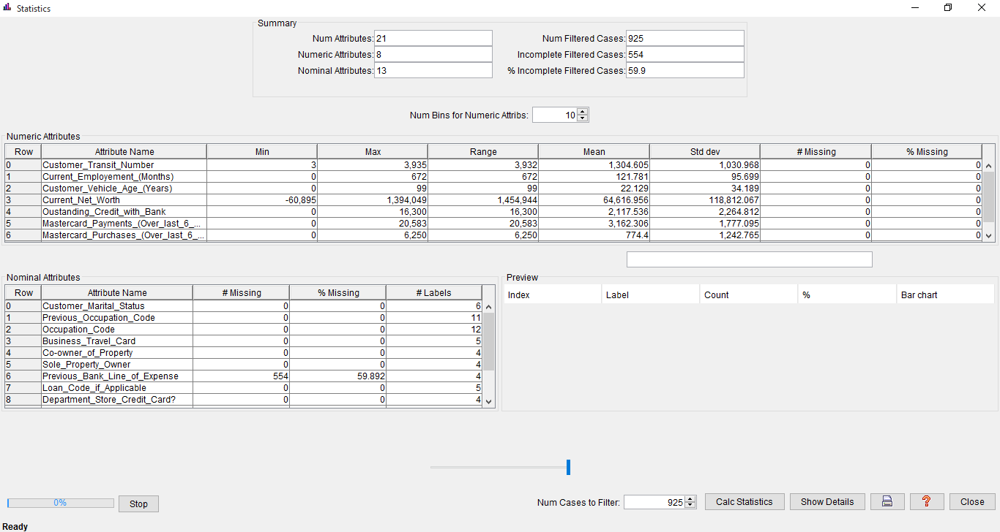 Statistics
Summary
Num Attributes: 21 Num Filtered Cases: 925
Numeric Attributes: 8 Incomplete Filtered Cases: 554
Nominal Attributes: 13 % Incomplete Filtered Cases: 59.9
Num Bins for Numeric Attribs: 10
Numeric Attributes
Row Attribute Name Min Max Range Mean Std dev # Missing % Missing
0 Customer_Transit_Number 3 3,935 3,932 1,304.605 1,030.968 0 0
1 Current_Employement_(Months) 0 672 672 121.781 95.699 0 0
2 Customer_Vehicle_Age_(Years) 0 99 99 22.129 34.189 0 0
3 Current_Net_Worth -60,895 1,394,049 1,454,944 64,616.956 118,812.067 0 0
4 Oustanding_Credit_with_Bank 0 16,300 16,300 2,117.536 2,264.812 0 0
5 Mastercard_Payments_(Over_last_6_... 0 20,583 20,583 3,162.306 1,777.095 0 0
6 Mastercard_Purchases_(Over_last_6_... 0 6,250 6,250 774.4 1,242.765 0 0
Nominal Attributes
Row Attribute Name # Missing % Missing # Labels
0 Customer_Marital_Status 0 0 6
1 Previous_Occupation_Code 0 0 11
2 Occupation_Code 0 0 12
3 Business_Travel_Card 0 0 5
4 Co-owner_of_Property 0 0 4
5 Sole_Property_Owner 0 0 4
6 Previous_Bank_Line_of_Expense 554 59.892 4
7 Loan_Code_if_Applicable 0 0 5
8 Department_Store_Credit_Card? 0 0 4
Preview
Index Label Count % Bar chart
0% Stop Num Cases to Filter: 925 Calc Statistics Show Details ? Close
Ready